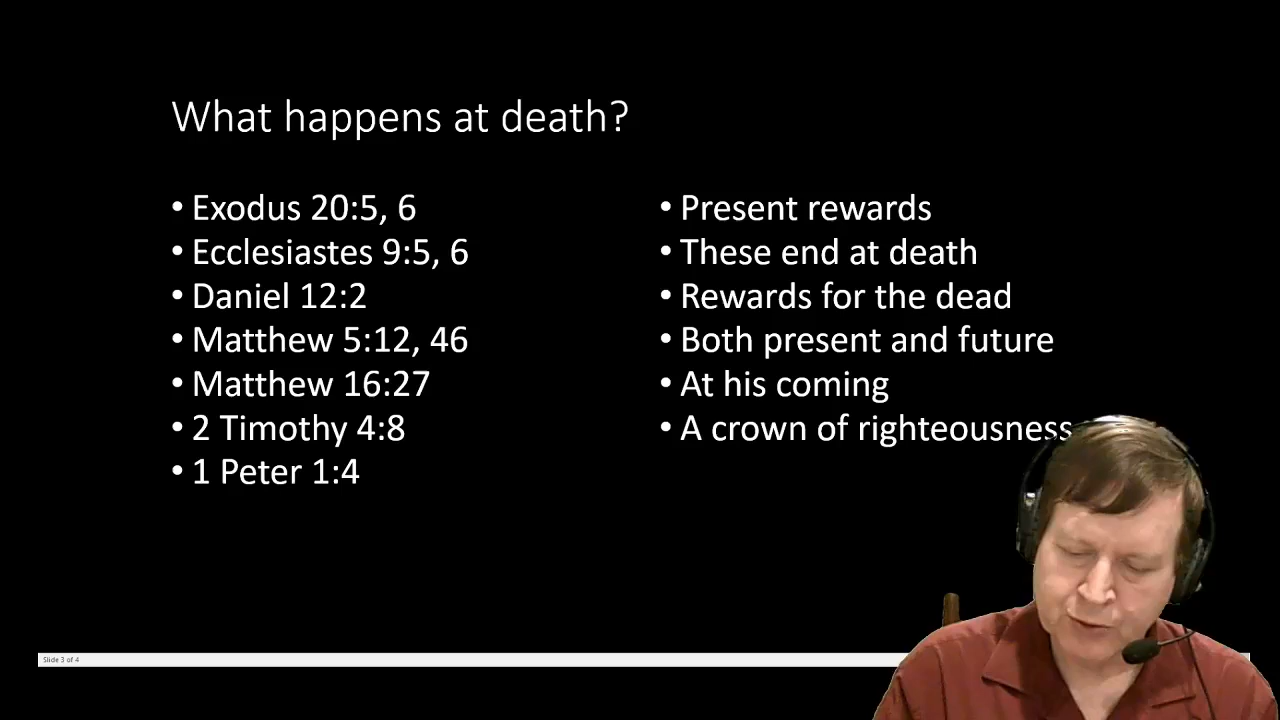 What happens at death?
• Exodus 20:5, 6
• Ecclesiastes 9:5, 6
• Daniel 12:2
• Matthew 5:12, 46
• Matthew 16:27
• 2 Timothy 4:8
• 1 Peter 1:4
• Present rewards
• These end at death
• Rewards for the dead
• Both present and future
• At his coming
• A crown of righteousness
Slide 3 of 4